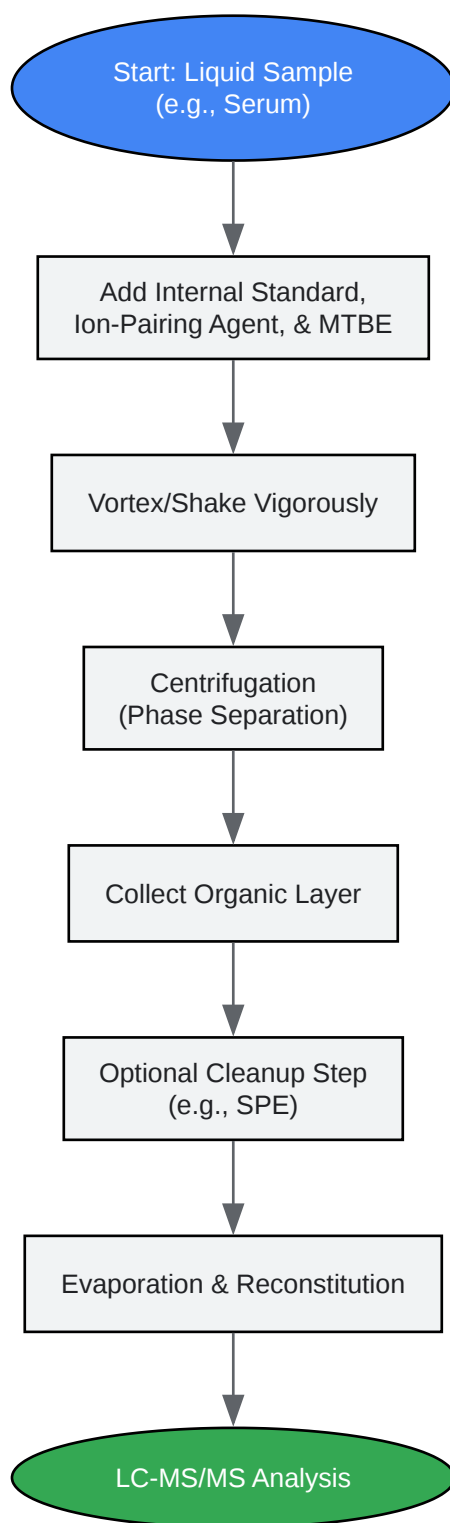 Start: Liquid Sample
(e.g., Serum)
Add Internal Standard,
Ion-Pairing Agent, & MTBE
Vortex/Shake Vigorously
Centrifugation
(Phase Separation)
Collect Organic Layer
Optional Cleanup Step
(e.g., SPE)
Evaporation & Reconstitution
LC-MS/MS Analysis